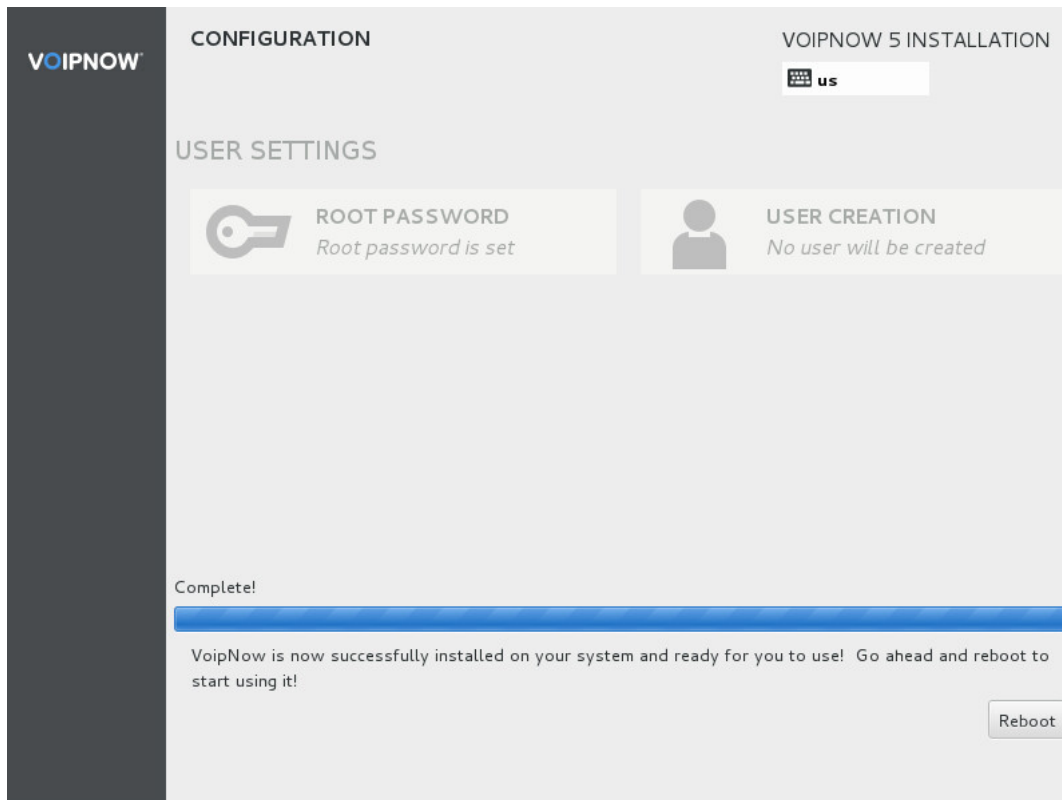 VOIPNOW
CONFIGURATION
VOIPNOW 5 INSTALLATION
us
USER SETTINGS
ROOT PASSWORD
Root password is set
USER CREATION
No user will be created
Complete!
VoipNow is now successfully installed on your system and ready for you to use! Go ahead and reboot to
start using it!
Reboot